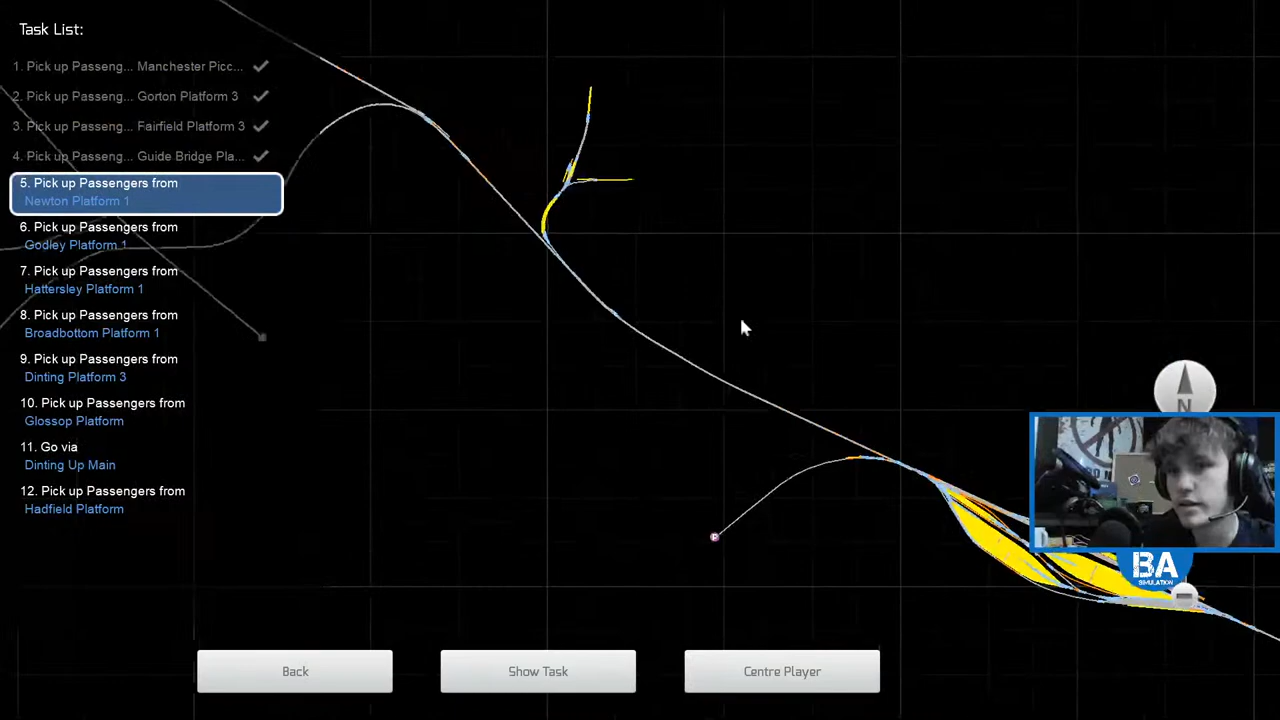 Task List:
1. Pick up Passeng... Manchester Picc...
2. Pick up Passeng... Gorton Platform 3
3. Pick up Passeng... Fairfield Platform 3
4. Pick up Passeng... Guide Bridge Pla...
5. Pick up Passengers from
Newton Platform 1
6. Pick up Passengers from
Godley Platform 1
7. Pick up Passengers from
Hattersley Platform 1
8. Pick up Passengers from
Broadbottom Platform 1
9. Pick up Passengers from
Dinting Platform 3
10. Pick up Passengers from
Glossop Platform
11. Go via
Dinting Up Main
12. Pick up Passengers from
Hadfield Platform
N
P
BA
SIMULATION
Back
Show Task
Centre Player